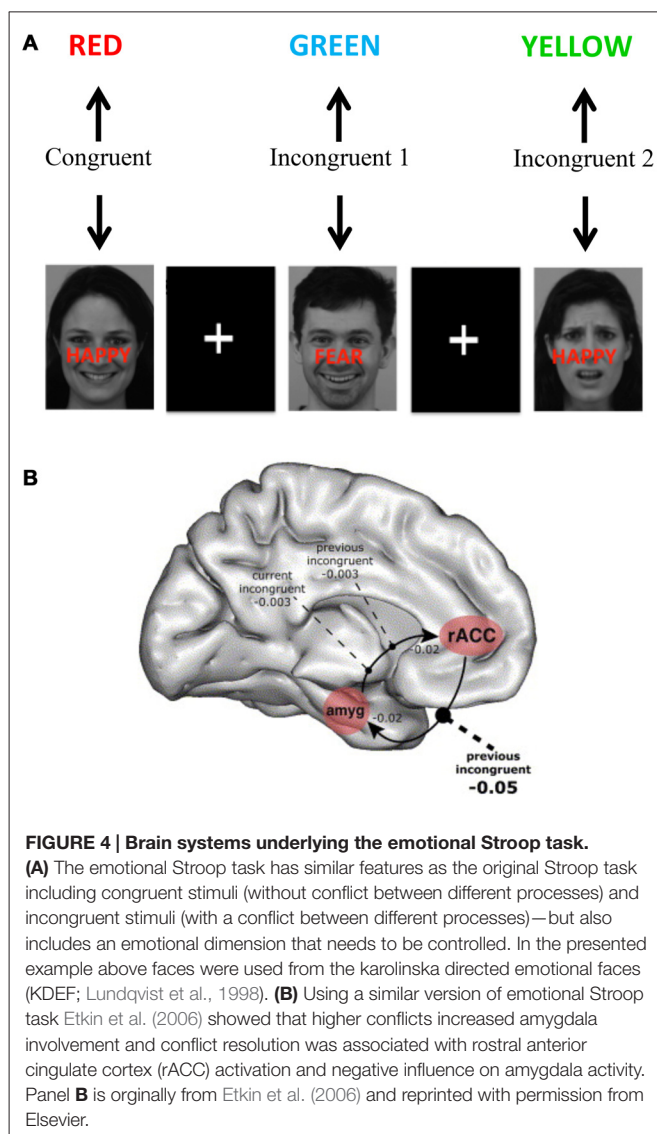 A
RED GREEN YELLOW
Congruent Incongruent 1 Incongruent 2
HAPPY FEAR HAPPY
B
previous
incongruent
-0.003
current
incongruent
-0.003
rACC
-0.02
amyg
-0.02
previous
incongruent
-0.05
FIGURE 4 | Brain systems underlying the emotional Stroop task.
(A) The emotional Stroop task has similar features as the original Stroop task
including congruent stimuli (without conflict between different processes) and
incongruent stimuli (with a conflict between different processes)—but also
includes an emotional dimension that needs to be controlled. In the presented
example above faces were used from the karolinska directed emotional faces
(KDEF; Lundqvist et al., 1998). (B) Using a similar version of emotional Stroop
task Etkin et al. (2006) showed that higher conflicts increased amygdala
involvement and conflict resolution was associated with rostral anterior
cingulate cortex (rACC) activation and negative influence on amygdala activity.
Panel B is orginally from Etkin et al. (2006) and reprinted with permission from
Elsevier.